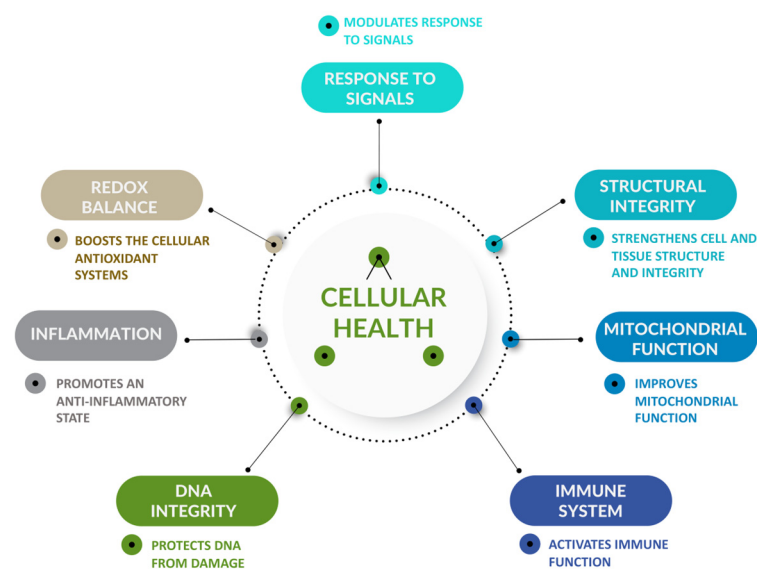 MODULATES RESPONSE
TO SIGNALS
RESPONSE TO
SIGNALS
REDOX
BALANCE
BOOSTS THE CELLULAR
ANTIOXIDANT
SYSTEMS
STRUCTURAL
INTEGRITY
STRENGTHENS CELL AND
TISSUE STRUCTURE
AND INTEGRITY
CELLULAR
HEALTH
INFLAMMATION
PROMOTES AN
ANTI-INFLAMMATORY
STATE
MITOCHONDRIAL
FUNCTION
IMPROVES
MITOCHONDRIAL
FUNCTION
DNA
INTEGRITY
PROTECTS DNA
FROM DAMAGE
IMMUNE
SYSTEM
ACTIVATES IMMUNE
FUNCTION